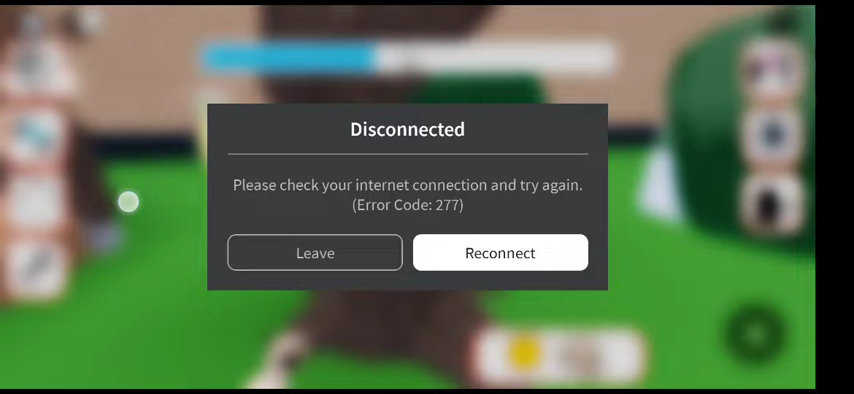 Disconnected
Please check your internet connection and try again.
(Error Code: 277)
Leave
Reconnect